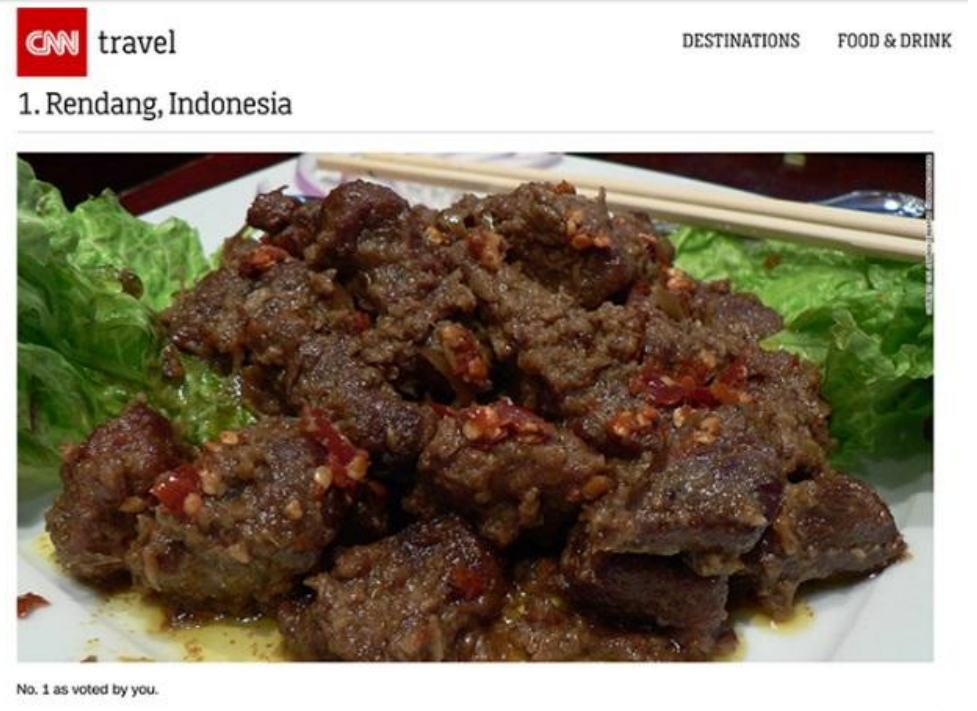 CNN travel
DESTINATIONS FOOD & DRINK
1. Rendang, Indonesia
No. 1 as voted by you.